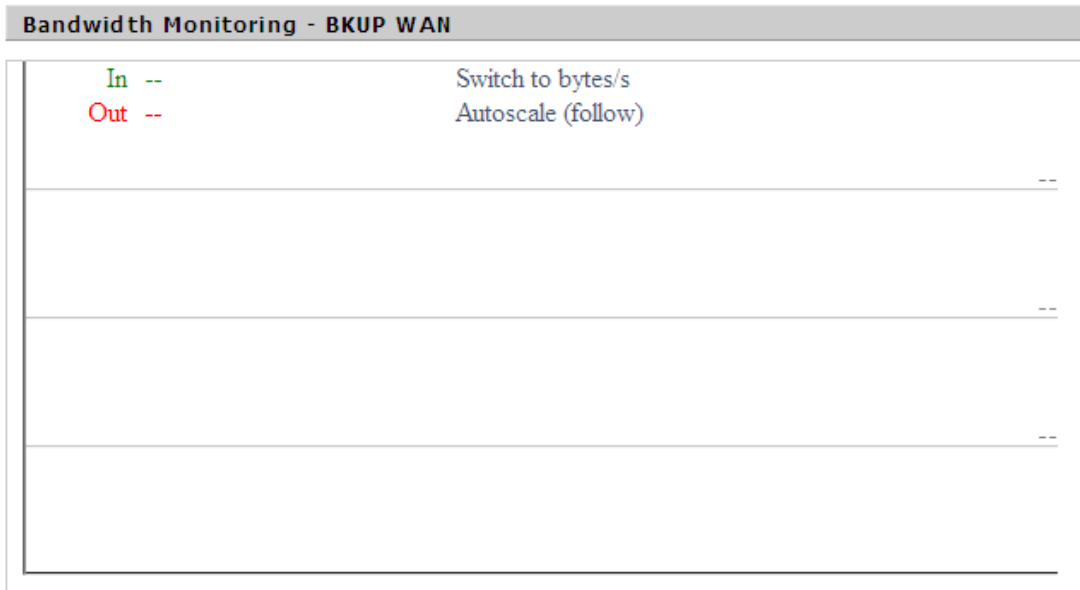 Bandwidth Monitoring - BKUP WAN
In -- Switch to bytes/s
Out -- Autoscale (follow)
--
--
--